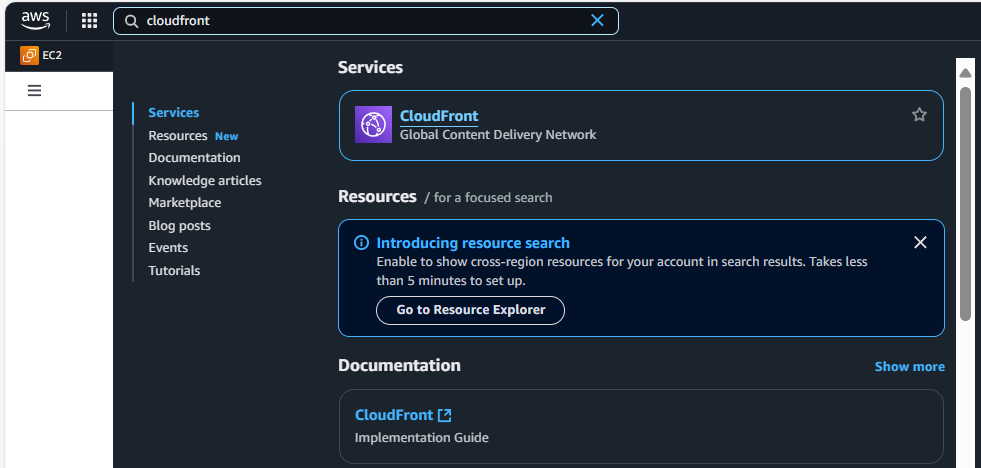 aws
cloudfront
EC2
Services
Resources New
Documentation
Knowledge articles
Marketplace
Blog posts
Events
Tutorials
Services
CloudFront
Global Content Delivery Network
Resources / for a focused search
Introducing resource search
Enable to show cross-region resources for your account in search results. Takes less
than 5 minutes to set up.
Go to Resource Explorer
Documentation
Show more
CloudFront
Implementation Guide